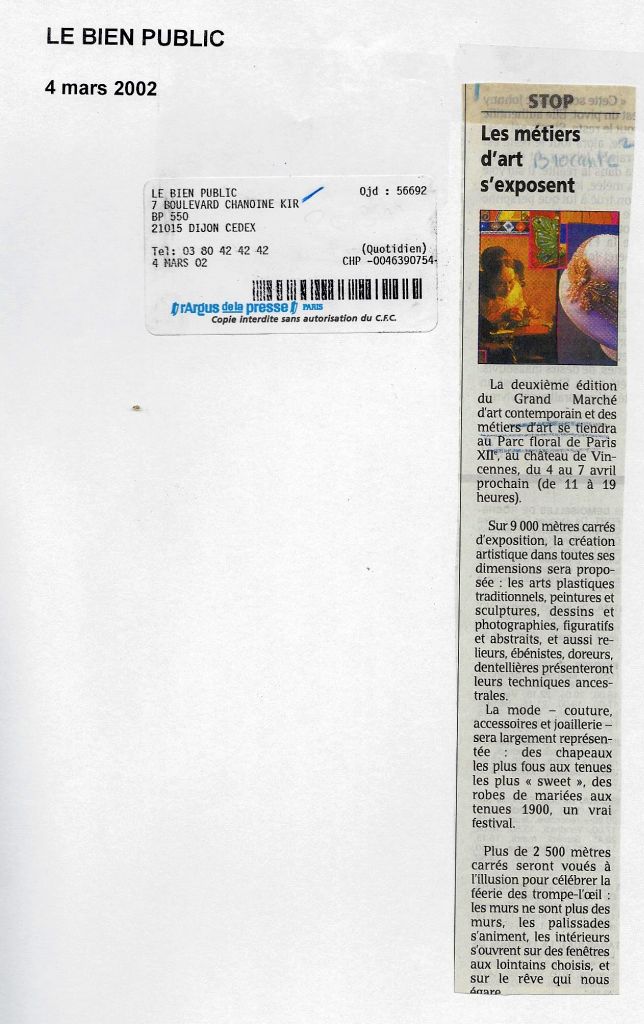 LE BIEN PUBLIC
4 mars 2002
LE BIEN PUBLIC
Ojd : 56692
7 BOULEVARD CHANOINE KIR
BP 550
21015 DIJON CEDEX
Tel: 03 80 42 42 42
(Quotidien)
4 MARS 02
CHP -0046390754-
l'Argus de la presse PARIS
Copie interdite sans autorisation du C.F.C.
STOP
Les métiers
d'art Brocante
s'exposent
La deuxième édition
du Grand Marché
d'art contemporain et des
métiers d'art se tiendra
au Parc floral de Paris
XIIe, au château de Vin-
cennes, du 4 au 7 avril
prochain (de 11 à 19
heures).
Sur 9 000 mètres carrés
d'exposition, la création
artistique dans toutes ses
dimensions sera propo-
sée : les arts plastiques
traditionnels, peintures et
sculptures, dessins et
photographies, figuratifs
et abstraits, et aussi re-
lieurs, ébénistes, doreurs,
dentellières présenteront
leurs techniques ances-
trales.
La mode – couture,
accessoires et joaillerie –
sera largement représen-
tée : des chapeaux
les plus fous aux tenues
les plus « sweet », des
robes de mariées aux
tenues 1900, un vrai
festival.
Plus de 2 500 mètres
carrés seront voués à
l'illusion pour célébrer la
féerie des trompe-l'œil :
les murs ne sont plus des
murs, les palissades
s'animent, les intérieurs
s'ouvrent sur des fenêtres
aux lointains choisis, et
sur le rêve qui nous
égare.